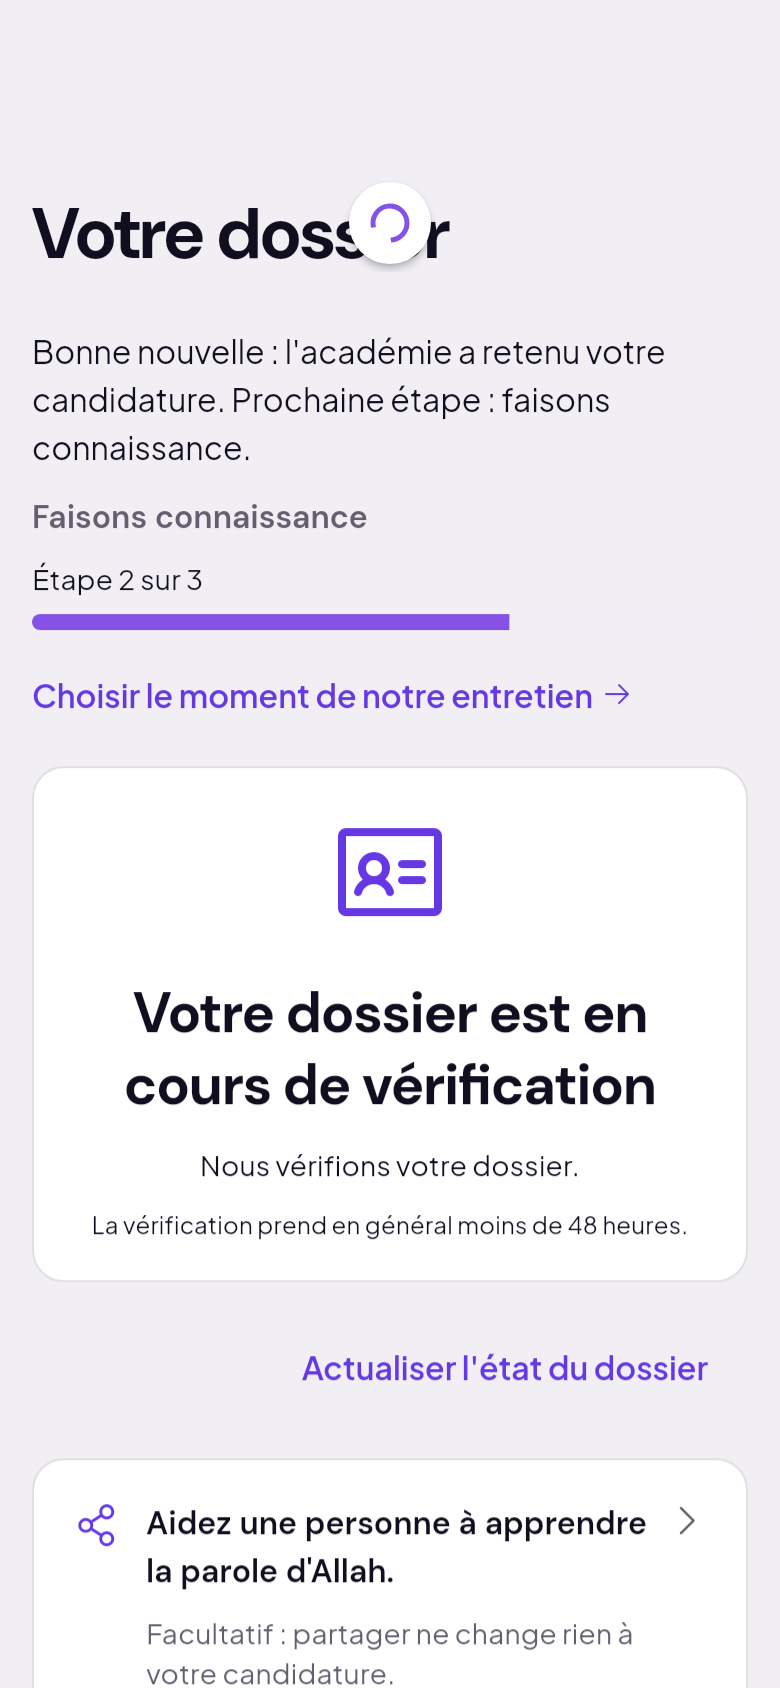 Votre dossier
Bonne nouvelle : l'académie a retenu votre
candidature. Prochaine étape : faisons
connaissance.
Faisons connaissance
Étape 2 sur 3
Choisir le moment de notre entretien →
Votre dossier est en
cours de vérification
Nous vérifions votre dossier.
La vérification prend en général moins de 48 heures.
Actualiser l'état du dossier
Aidez une personne à apprendre
la parole d'Allah.
Facultatif : partager ne change rien à
votre candidature.